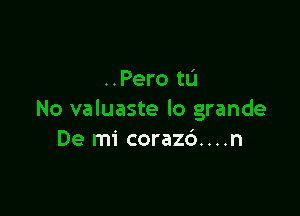 ..Pero tú
No valuaste lo grande
De mi corazó....n